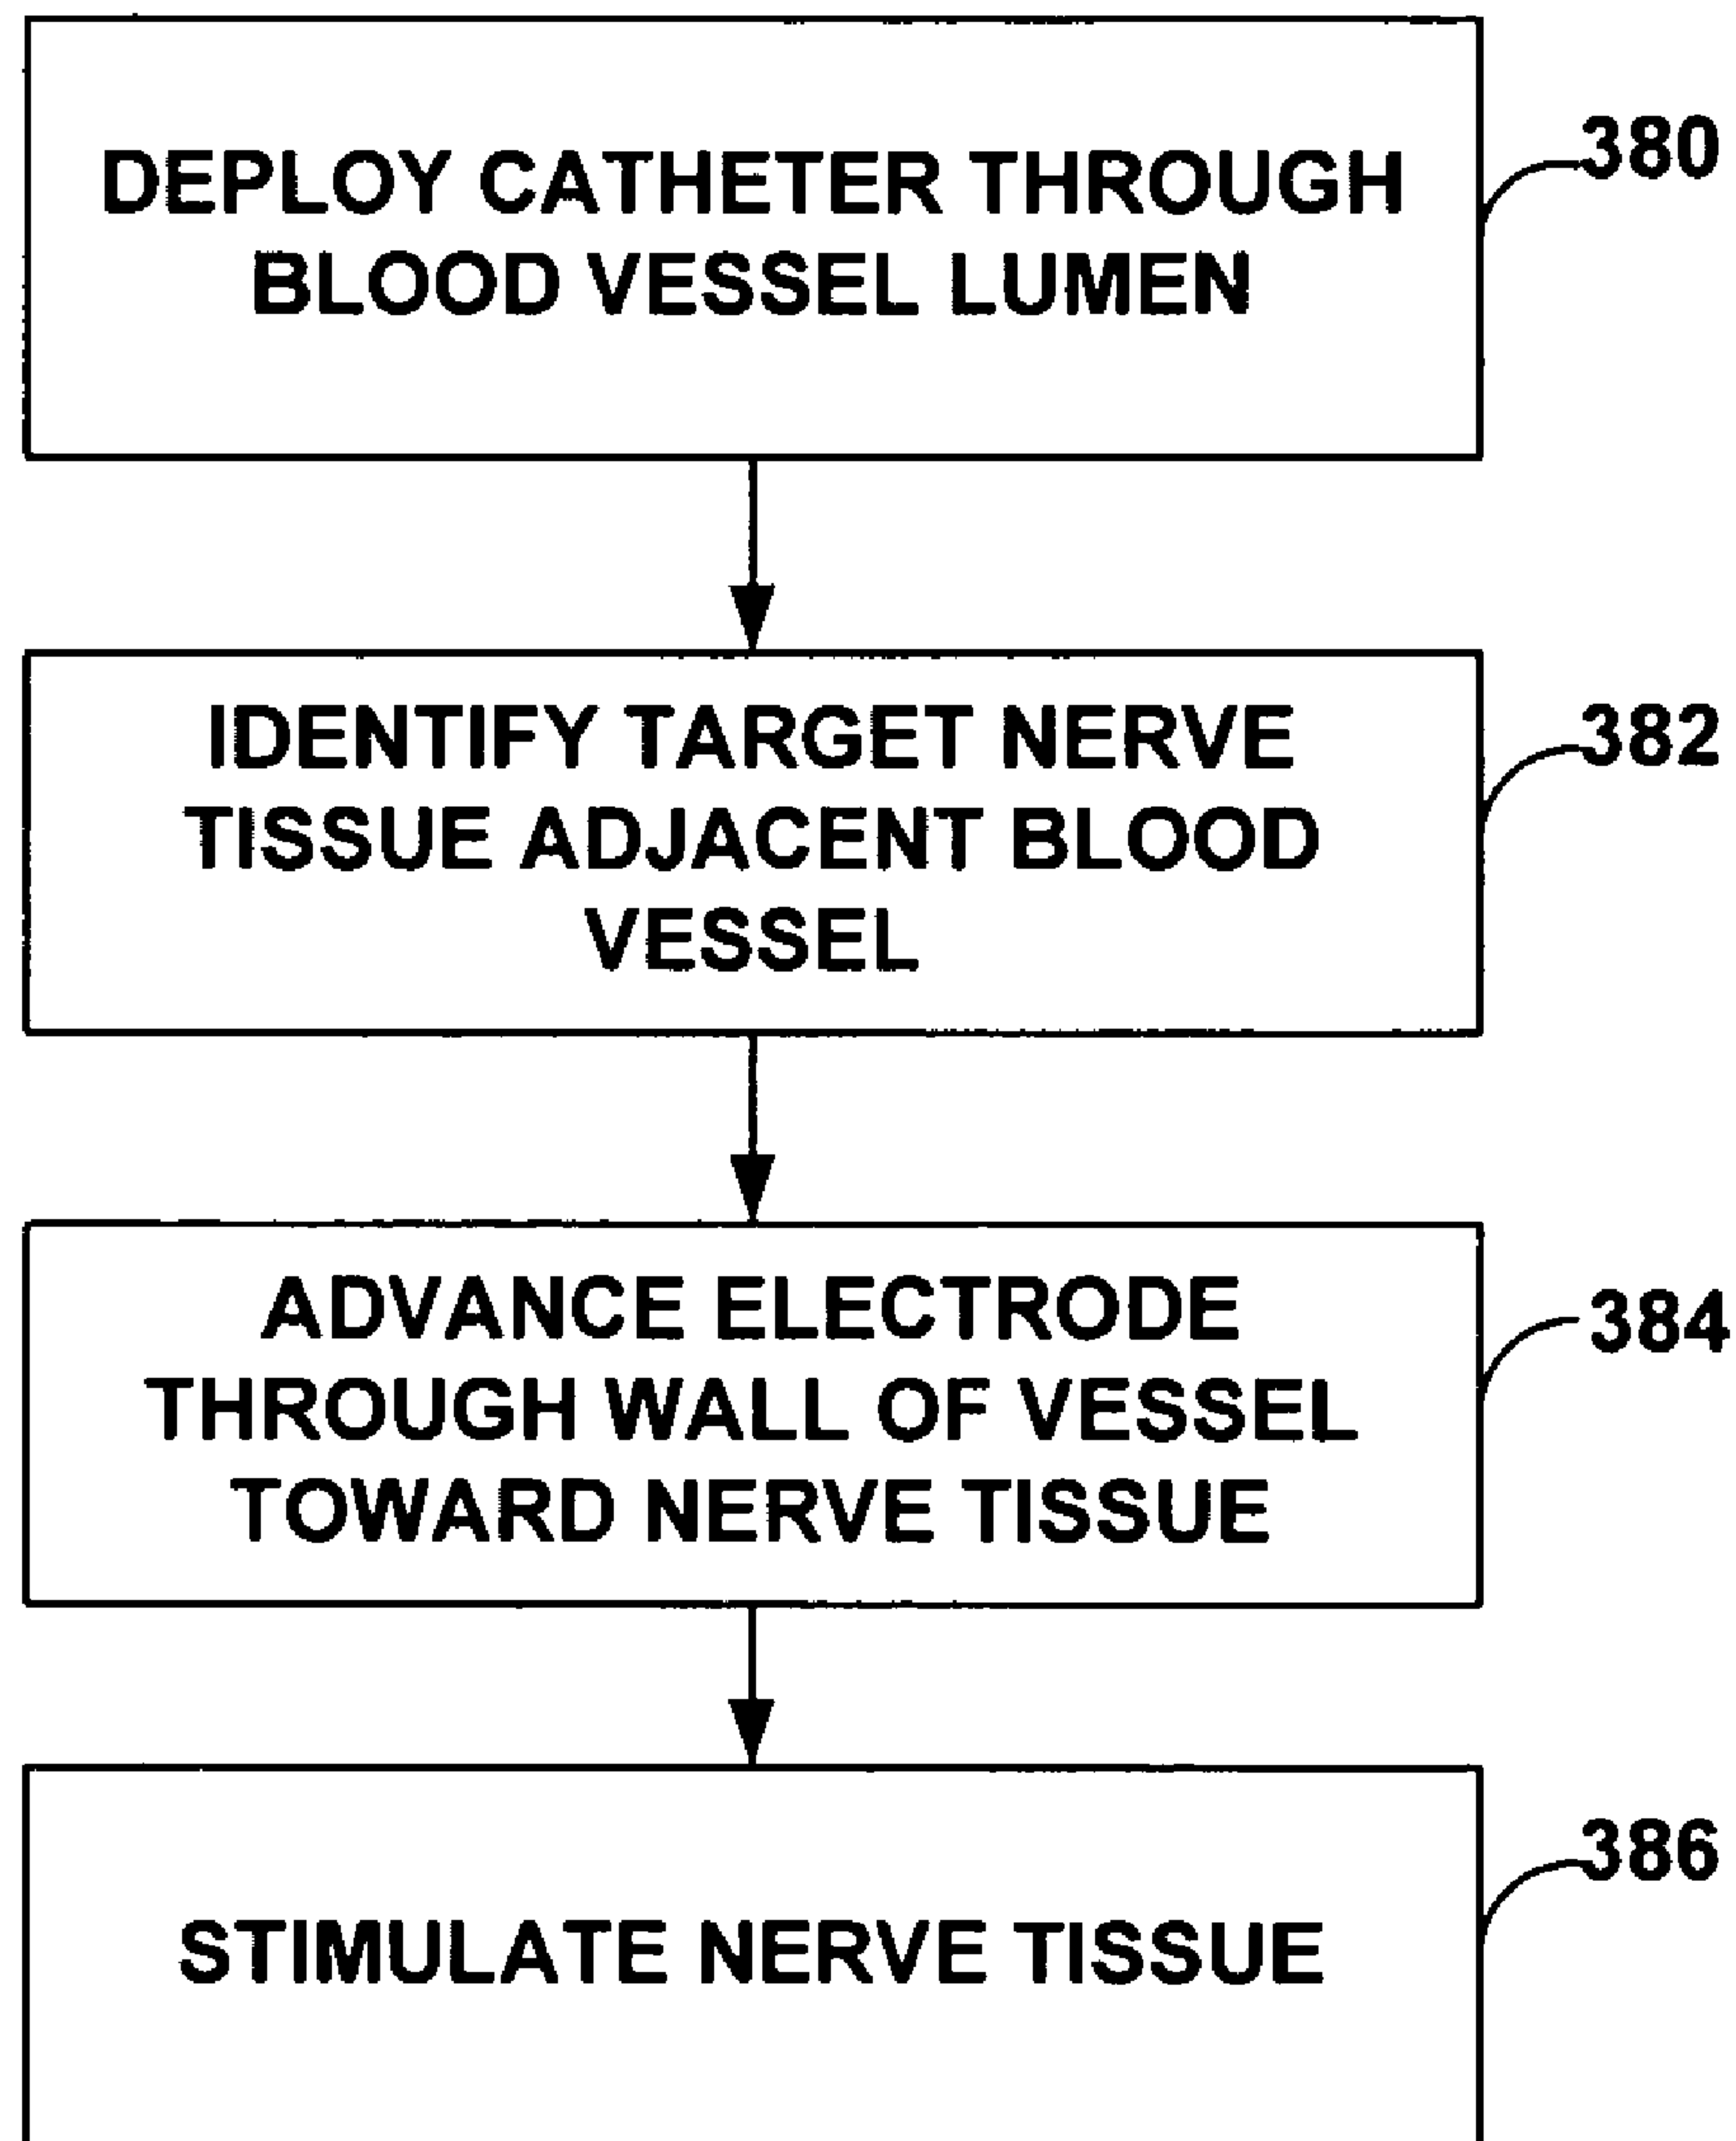 DEPLOY CATHETER THROUGH
BLOOD VESSEL LUMEN
380
IDENTIFY TARGET NERVE
TISSUE ADJACENT BLOOD
VESSEL
382
ADVANCE ELECTRODE
THROUGH WALL OF VESSEL
TOWARD NERVE TISSUE
384
STIMULATE NERVE TISSUE
386